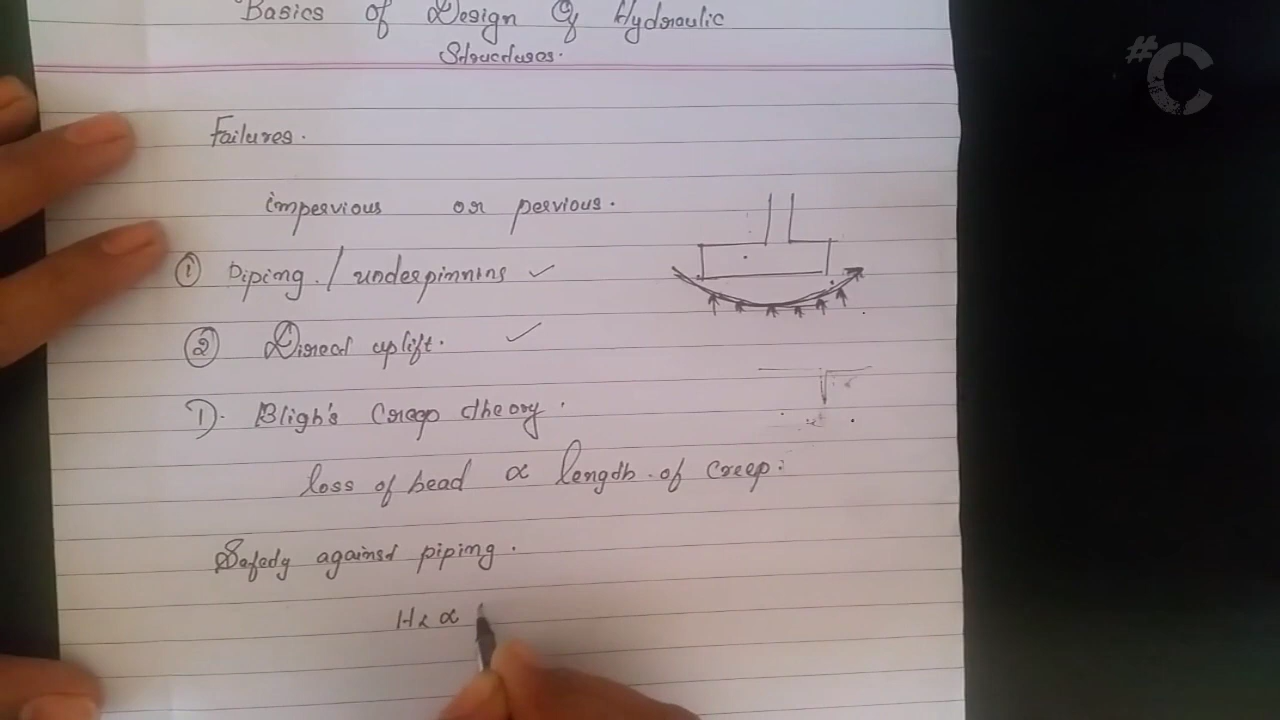 Basics of Design Of Hydraulic
Structures.
#C
Failures.
impervious or pervious.
① Piping / underpinning ✓
② Direct uplift. ✓
1). Bligh's Creep theory.
loss of head ∝ length of Creep.
Safety against piping.
HL ∝